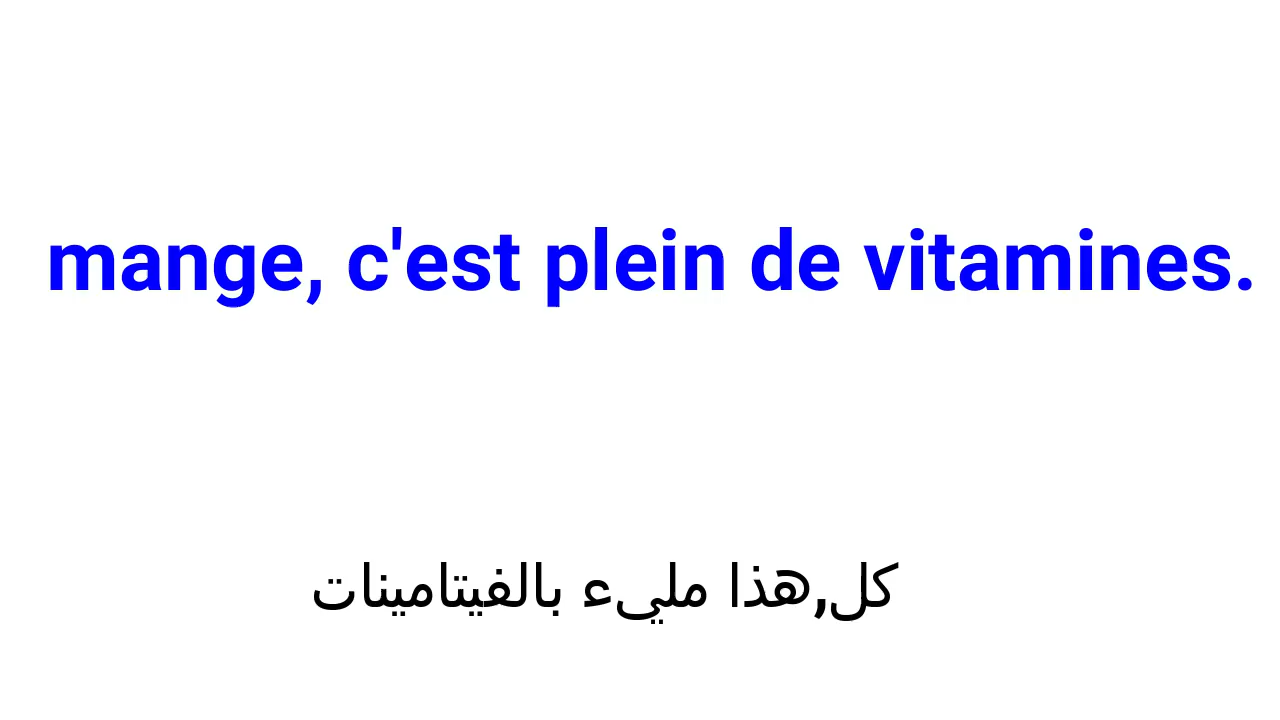 mange, c'est plein de vitamines.
كل,هذا مليء بالفيتامينات